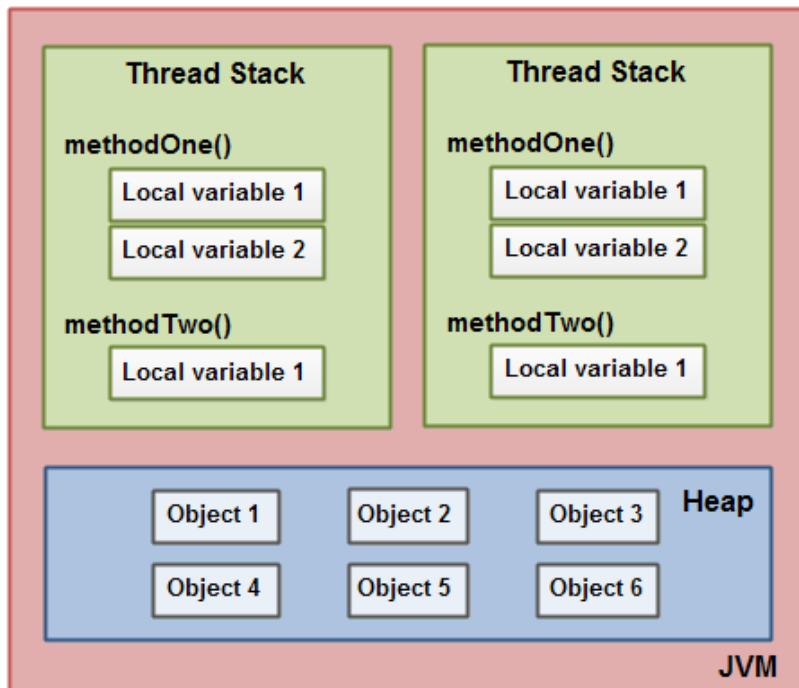 Thread Stack
methodOne()
Local variable 1
Local variable 2
methodTwo()
Local variable 1
Thread Stack
methodOne()
Local variable 1
Local variable 2
methodTwo()
Local variable 1
Heap
Object 1
Object 2
Object 3
Object 4
Object 5
Object 6
JVM